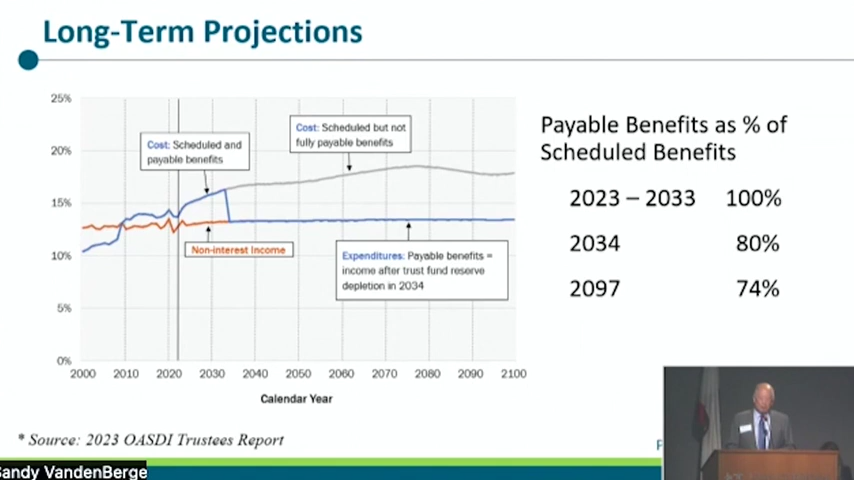 Long-Term Projections
25%
20%
15%
10%
5%
0%
Cost: Scheduled and
payable benefits
Cost: Scheduled but not
fully payable benefits
Non-interest Income
Expenditures: Payable benefits =
income after trust fund reserve
depletion in 2034
2000 2010 2020 2030 2040 2050 2060 2070 2080 2090 2100
Calendar Year
Payable Benefits as % of
Scheduled Benefits
2023 – 2033 100%
2034 80%
2097 74%
* Source: 2023 OASDI Trustees Report
Sandy VandenBerge